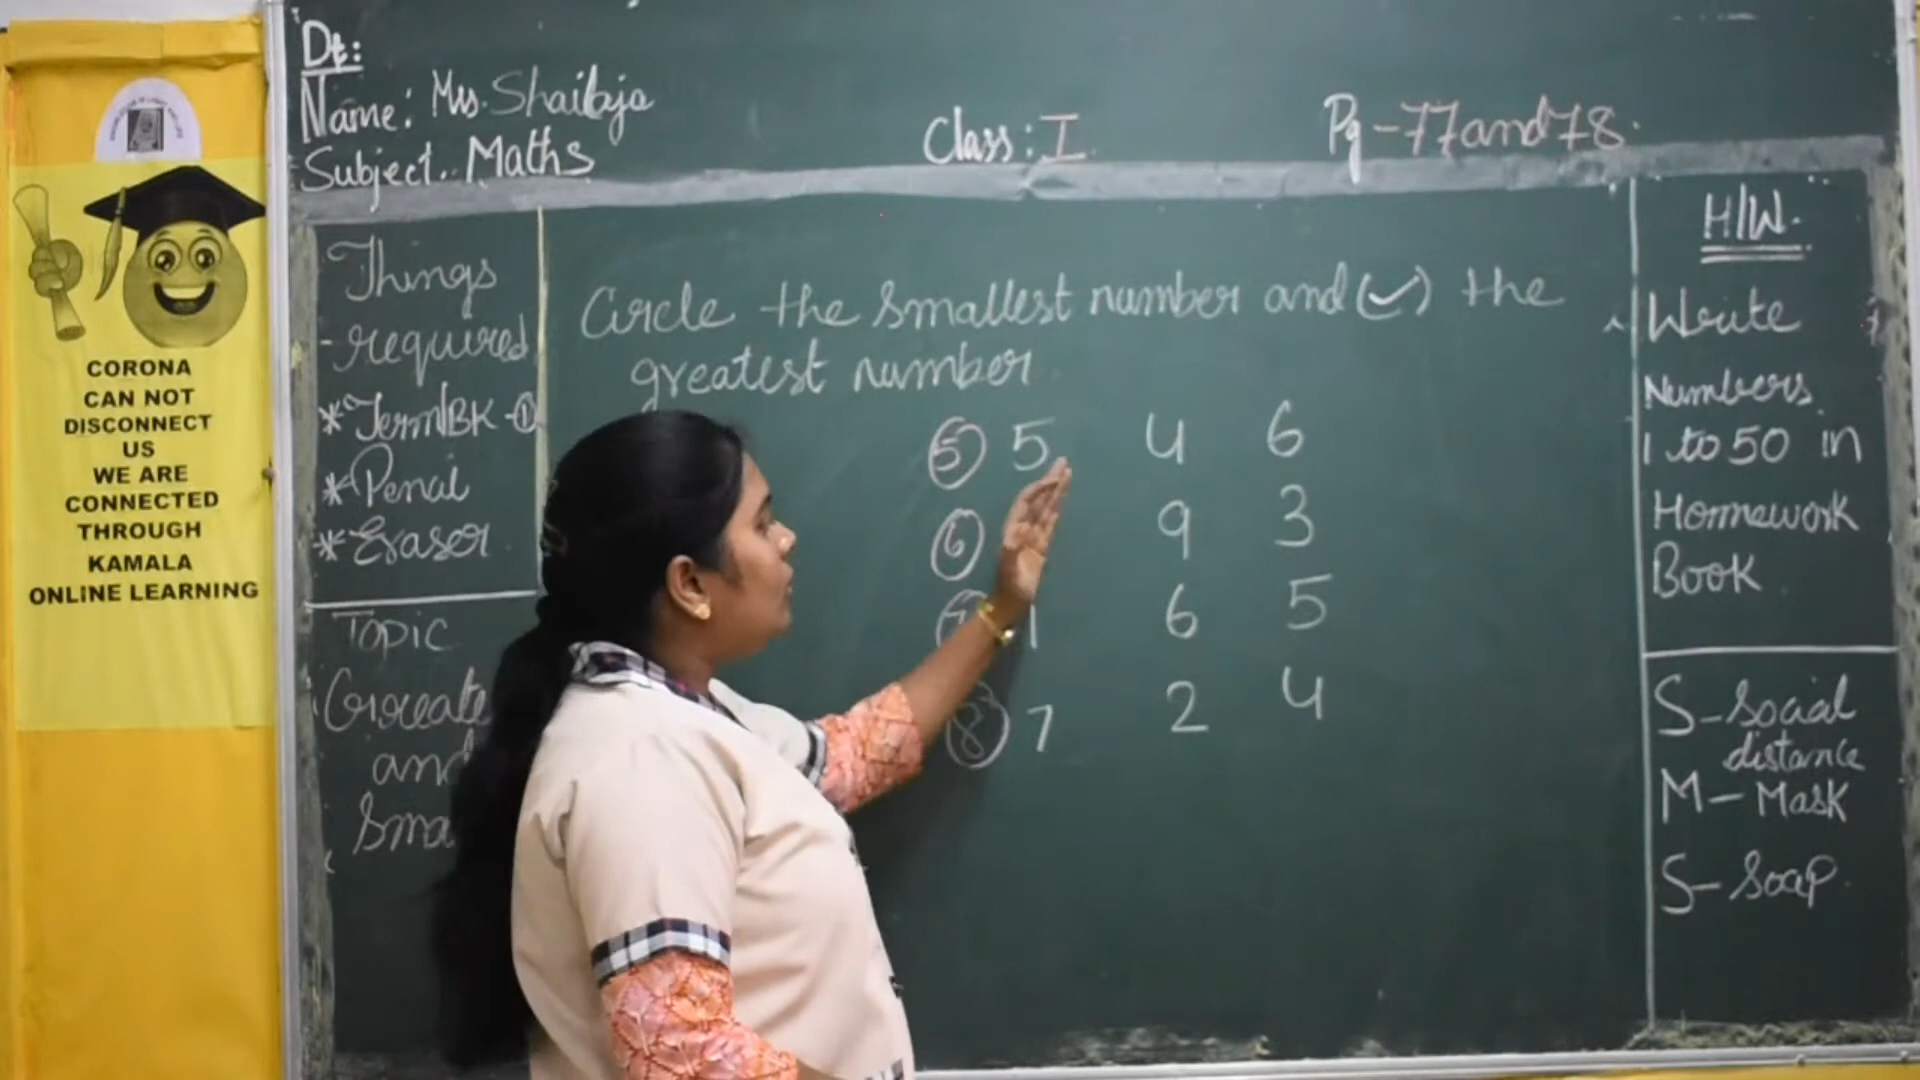 Dt:
Name: Mrs. Shailaja
Subject.. Maths
Class: I.
Pg-77and78.
Things
required
*Term/BK-①
*Pencil
*Eraser
Topic
Greate
and
Sma
Circle the smallest number and (✓) the
greatest number
⑤ 5 4 6
⑥ 9 3
1 6 5
⑧ 7 2 4
H/W.
Write
Numbers
1 to 50 in
Homework
Book
S-Social
distance
M-Mask
S-Soap.
CORONA
CAN NOT
DISCONNECT
US
WE ARE
CONNECTED
THROUGH
KAMALA
ONLINE LEARNING